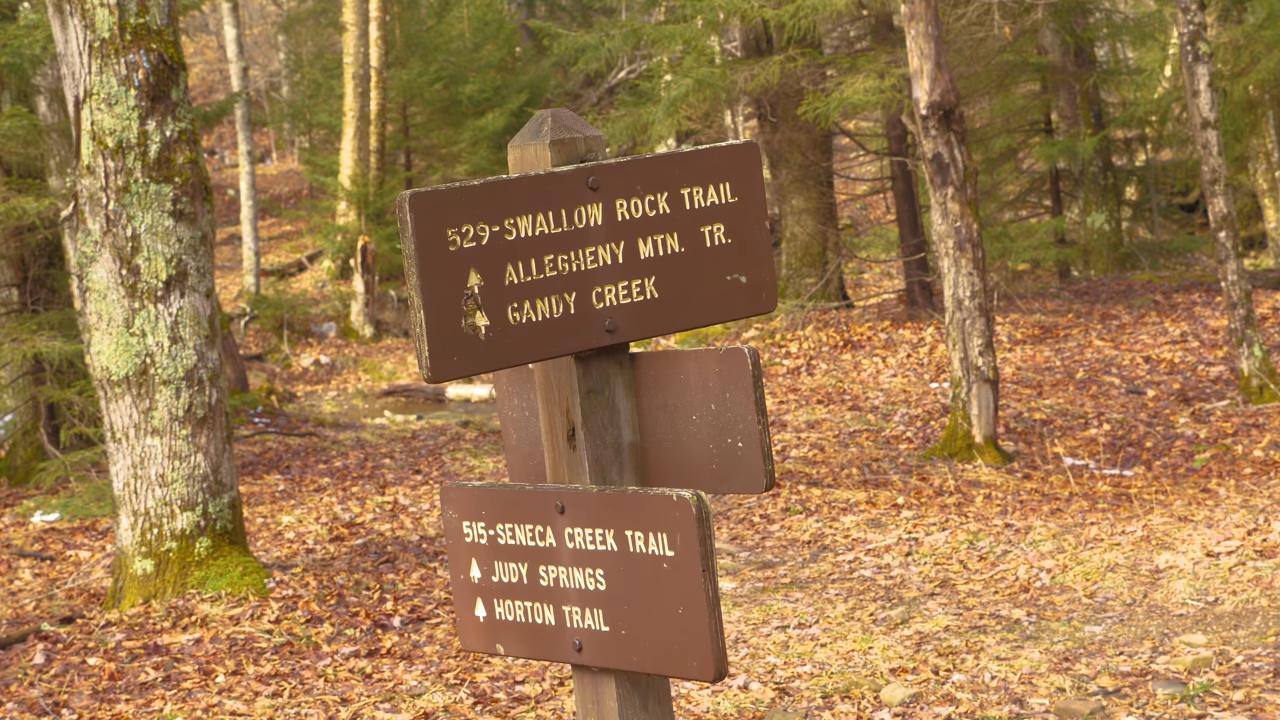 529-SWALLOW ROCK TRAIL
ALLEGHENY MTN. TR.
GANDY CREEK
515-SENECA CREEK TRAIL
JUDY SPRINGS
HORTON TRAIL